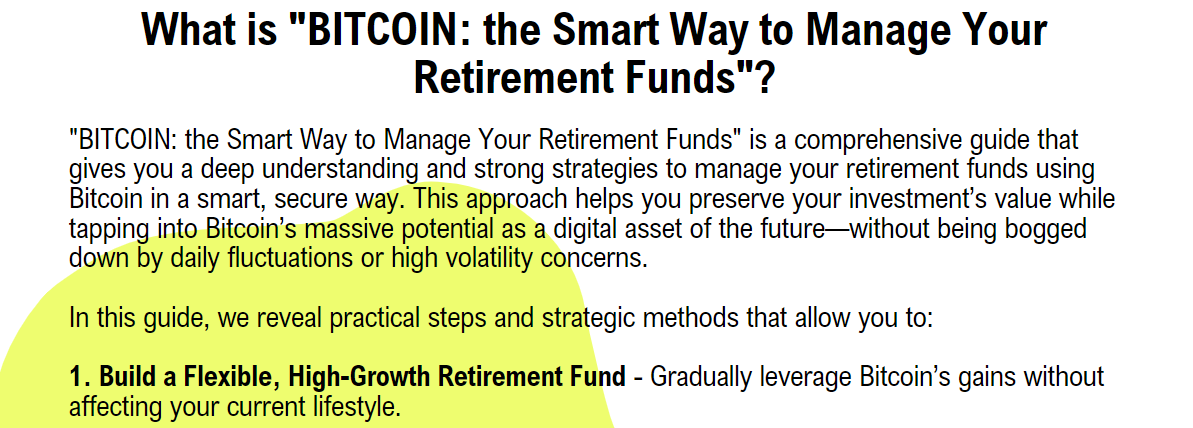 What is "BITCOIN: the Smart Way to Manage Your
Retirement Funds"?
"BITCOIN: the Smart Way to Manage Your Retirement Funds" is a comprehensive guide that
gives you a deep understanding and strong strategies to manage your retirement funds using
Bitcoin in a smart, secure way. This approach helps you preserve your investment’s value while
tapping into Bitcoin’s massive potential as a digital asset of the future—without being bogged
down by daily fluctuations or high volatility concerns.
In this guide, we reveal practical steps and strategic methods that allow you to:
1. Build a Flexible, High-Growth Retirement Fund - Gradually leverage Bitcoin’s gains without
affecting your current lifestyle.